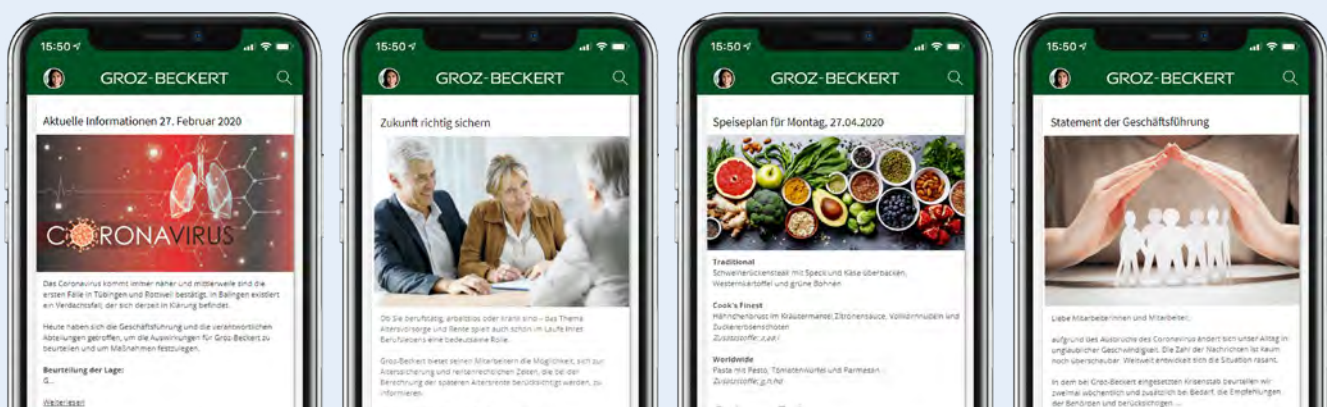 15:50
GROZ-BECKERT
Aktuelle Informationen 27. Februar 2020
CORONAVIRUS
Das Coronavirus kommt immer näher und mittlerweile sind die
ersten Fälle in Tübingen und Rottweil bestätigt. In Balingen existiert
ein Verdachtsfall, der sich derzeit in Klärung befindet.
Heute haben sich die Geschäftsführung und die verantwortlichen
Abteilungen getroffen, um die Auswirkungen für Groz-Beckert zu
beurteilen und um Maßnahmen festzulegen.
Beurteilung der Lage:
G...
Weiterlesen
15:50
GROZ-BECKERT
Zukunft richtig sichern
Ob Sie berufstätig, arbeitslos oder krank sind – das Thema
Altersvorsorge und Rente spielt auch schon im Laufe Ihres
Berufslebens eine bedeutsame Rolle.
Groz-Beckert bietet seinen Mitarbeitern die Möglichkeit, sich zur
Alterssicherung und rentenrechtlichen Zeiten, die bei der
Berechnung der späteren Altersrente berücksichtigt werden, zu
informieren.
15:50
GROZ-BECKERT
Speiseplan für Montag, 27.04.2020
Traditional
Schweinerückensteak mit Speck und Käse überbacken,
Westernkartoffel und grüne Bohnen
Cook's Finest
Hähnchenbrust im Kräutermantel, Zitronensauce, Vollkornnudeln und
Zuckererbsenschoten
Zusatzstoffe:
Worldwide
Pasta mit Pesto, Tomatenwürfel und Parmesan
Zusatzstoffe:
15:50
GROZ-BECKERT
Statement der Geschäftsführung
Liebe Mitarbeiterinnen und Mitarbeiter,
aufgrund des Ausbruchs des Coronavirus ändert sich unser Alltag in
unglaublicher Geschwindigkeit. Die Zahl der Nachrichten ist kaum
noch überschaubar. Weltweit entwickelt sich die Situation rasant.
In dem bei Groz-Beckert eingesetzten Krisenstab beurteilen wir
zweimal wöchentlich und zusätzlich bei Bedarf, die Empfehlungen
der Behörden und berücksichtigen ...